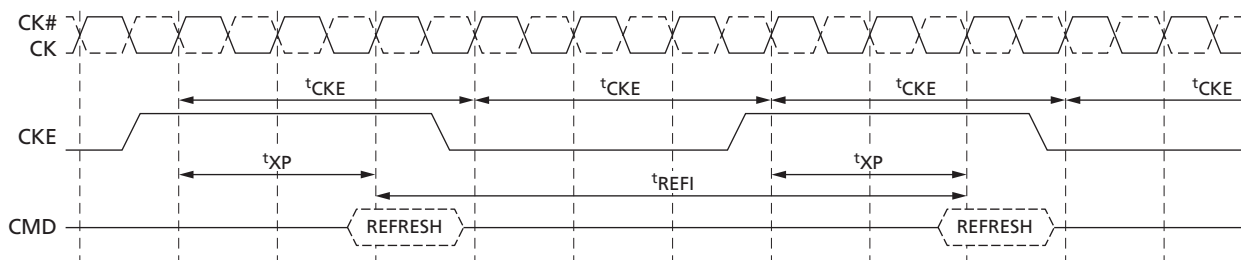 CK#
CK
tCKE tCKE tCKE tCKE
CKE
tXP tXP
tREFI
CMD REFRESH REFRESH